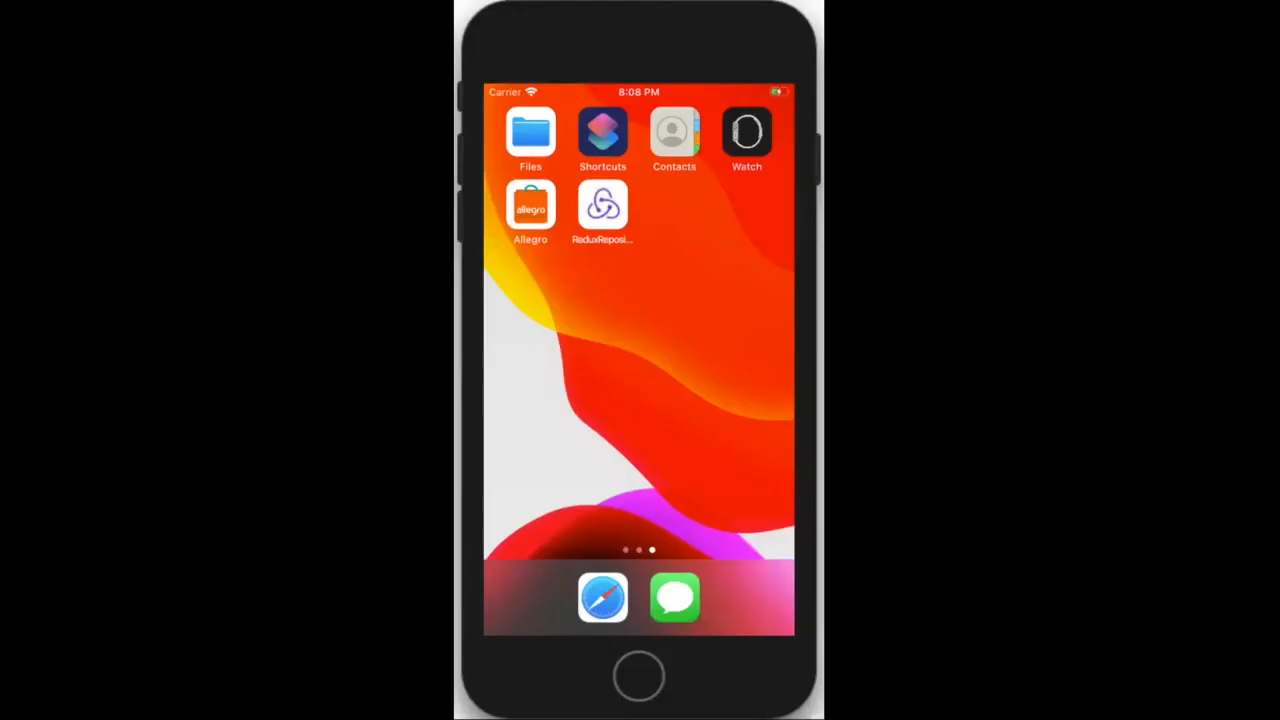 Carrier 8:08 PM
Files Shortcuts Contacts Watch
allegro
Allegro ReduxReposi...